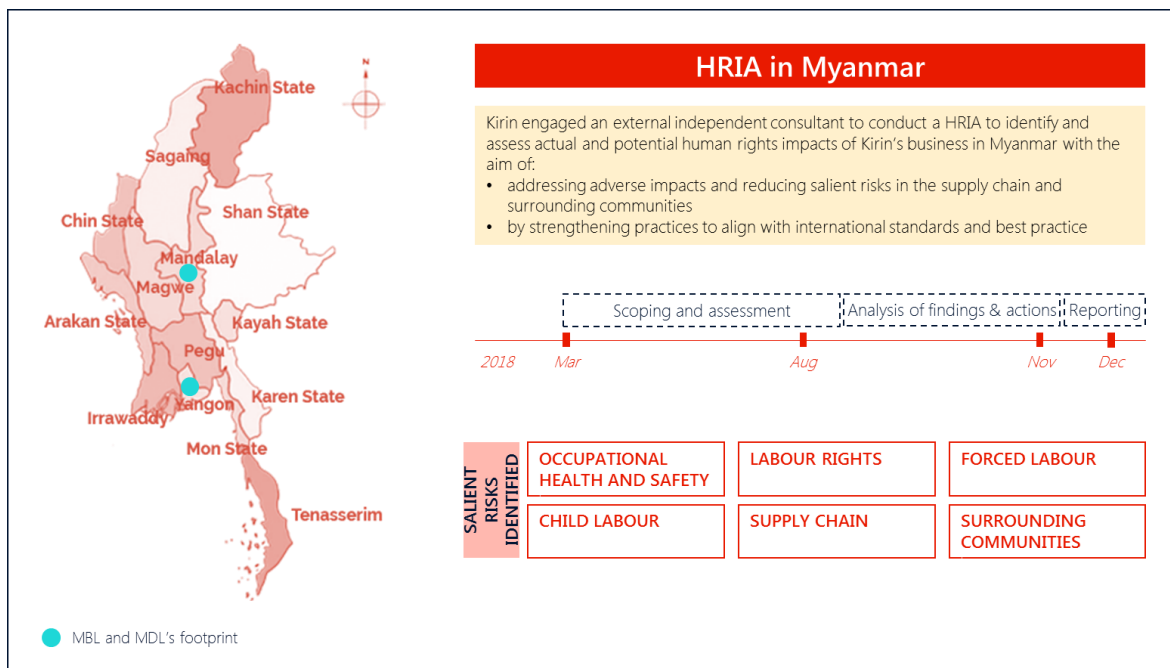 N
Kachin State
Sagaing
Chin State
Shan State
Mandalay
Magwe
Arakan State
Kayah State
Pegu
Yangon
Karen State
Irrawaddy
Mon State
Tenasserim
MBL and MDL's footprint
HRIA in Myanmar
Kirin engaged an external independent consultant to conduct a HRIA to identify and
assess actual and potential human rights impacts of Kirin's business in Myanmar with the
aim of:
• addressing adverse impacts and reducing salient risks in the supply chain and
surrounding communities
• by strengthening practices to align with international standards and best practice
Scoping and assessment
Analysis of findings & actions
Reporting
2018
Mar
Aug
Nov
Dec
SALIENT
RISKS
IDENTIFIED
OCCUPATIONAL
HEALTH AND SAFETY
LABOUR RIGHTS
FORCED LABOUR
CHILD LABOUR
SUPPLY CHAIN
SURROUNDING
COMMUNITIES